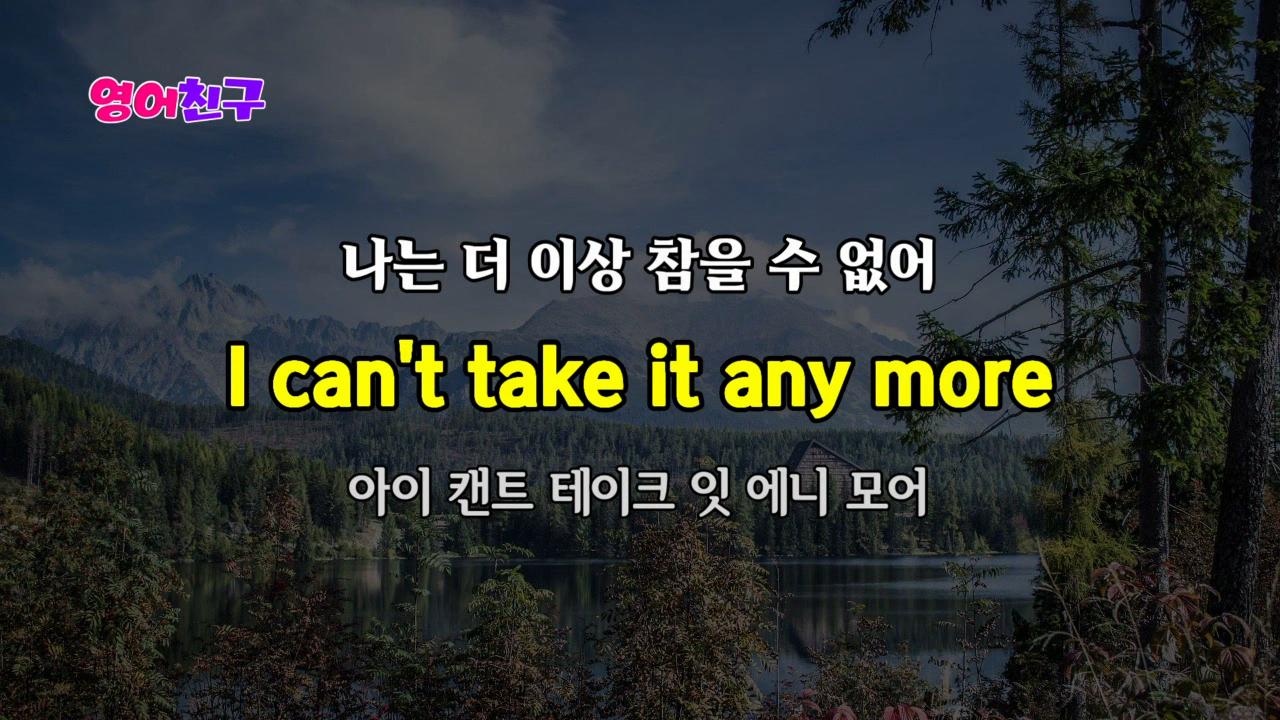 영어친구
나는 더 이상 참을 수 없어
I can't take it any more
아이 캔트 테이크 잇 에니 모어